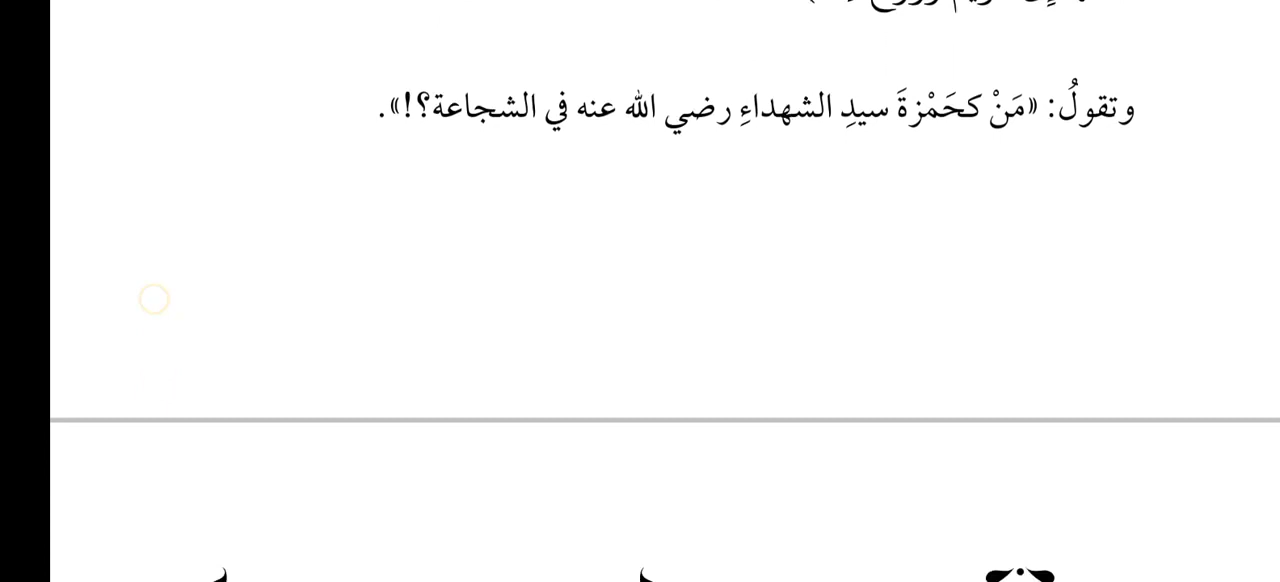 وتقولُ: «مَنْ كحَمْزةَ سيدِ الشهداءِ رضي الله عنه في الشجاعة؟!».